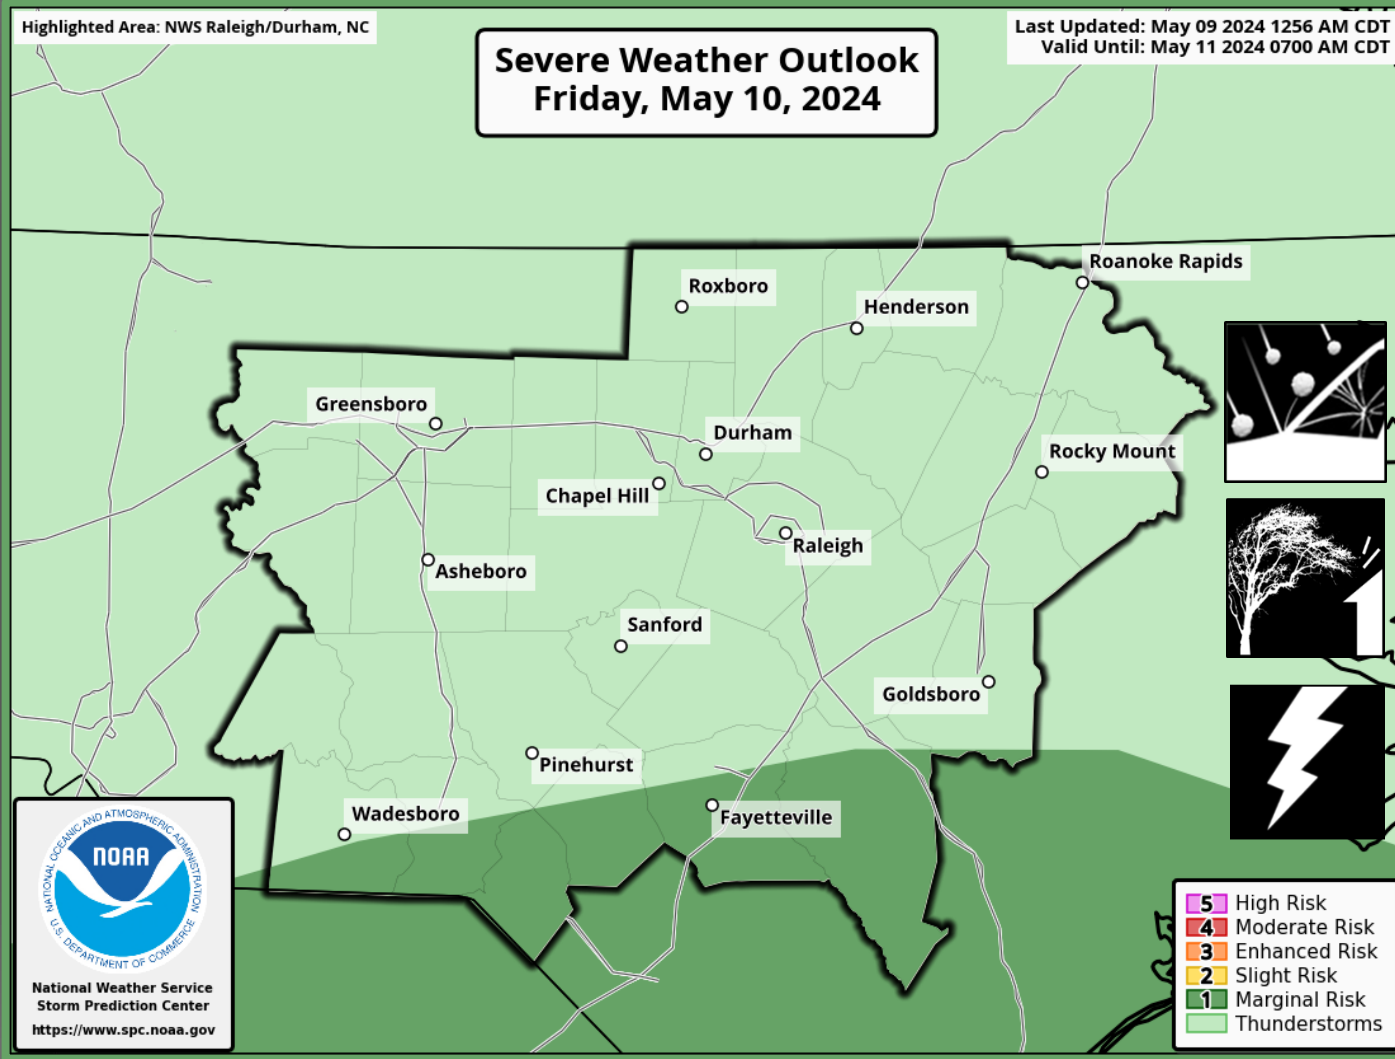 Highlighted Area: NWS Raleigh/Durham, NC
Last Updated: May 09 2024 1256 AM CDT
Valid Until: May 11 2024 0700 AM CDT
Severe Weather Outlook
Friday, May 10, 2024
Roanoke Rapids
Roxboro
Henderson
Greensboro
Durham
Rocky Mount
Chapel Hill
Raleigh
Asheboro
Sanford
Goldsboro
Pinehurst
Wadesboro
Fayetteville
NATIONAL OCEANIC AND ATMOSPHERIC ADMINISTRATION
NOAA
U.S. DEPARTMENT OF COMMERCE
National Weather Service
Storm Prediction Center
https://www.spc.noaa.gov
5 High Risk
4 Moderate Risk
3 Enhanced Risk
2 Slight Risk
1 Marginal Risk
Thunderstorms